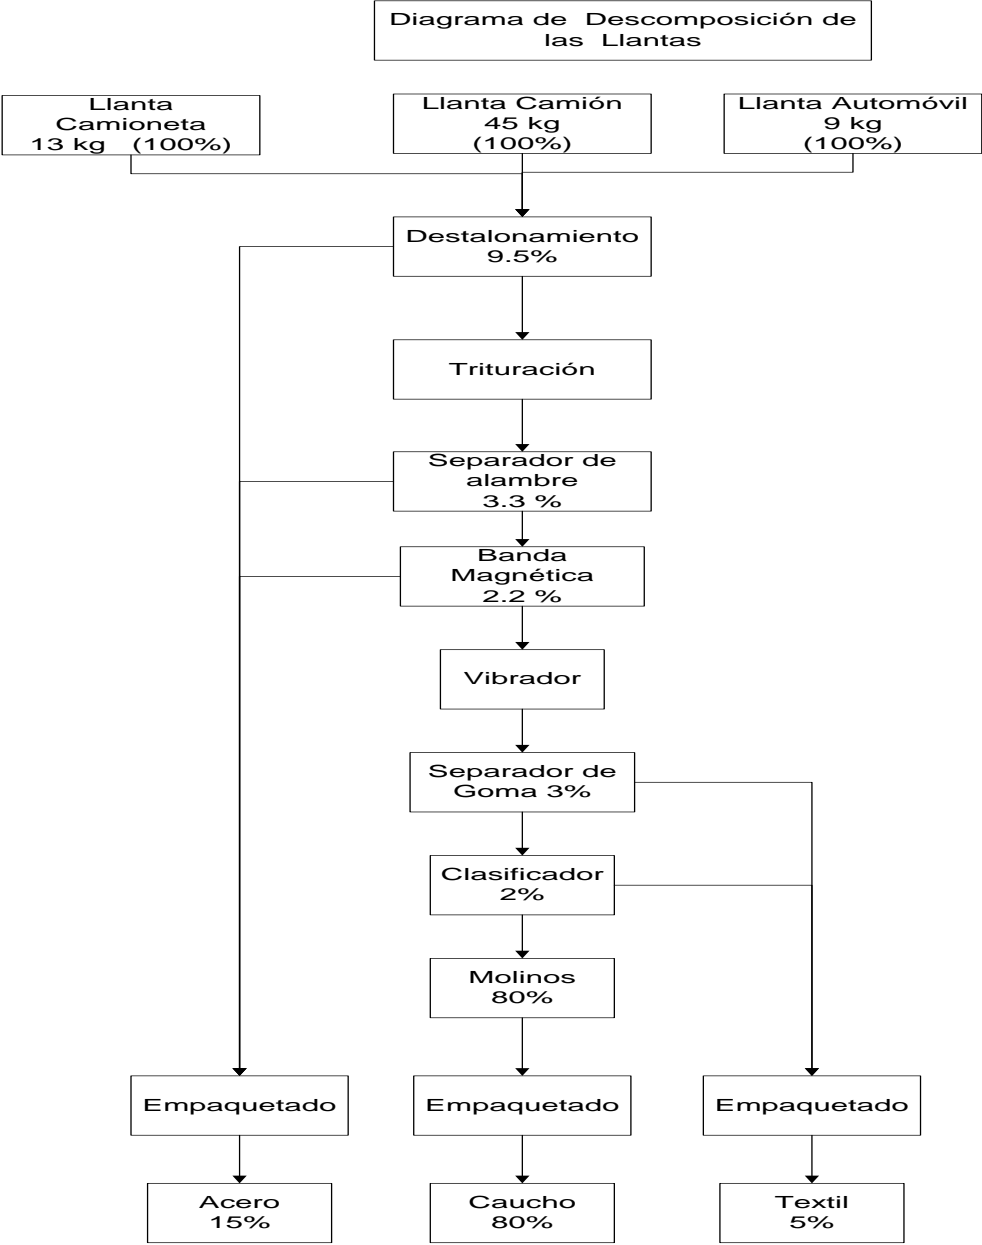 Diagrama de Descomposición de
las Llantas
Llanta
Camioneta
13 kg (100%)
Llanta Camión
45 kg
(100%)
Llanta Automóvil
9 kg
(100%)
Destalonamiento
9.5%
Trituración
Separador de
alambre
3.3 %
Banda
Magnética
2.2 %
Vibrador
Separador de
Goma 3%
Clasificador
2%
Molinos
80%
Empaquetado
Empaquetado
Empaquetado
Acero
15%
Caucho
80%
Textil
5%